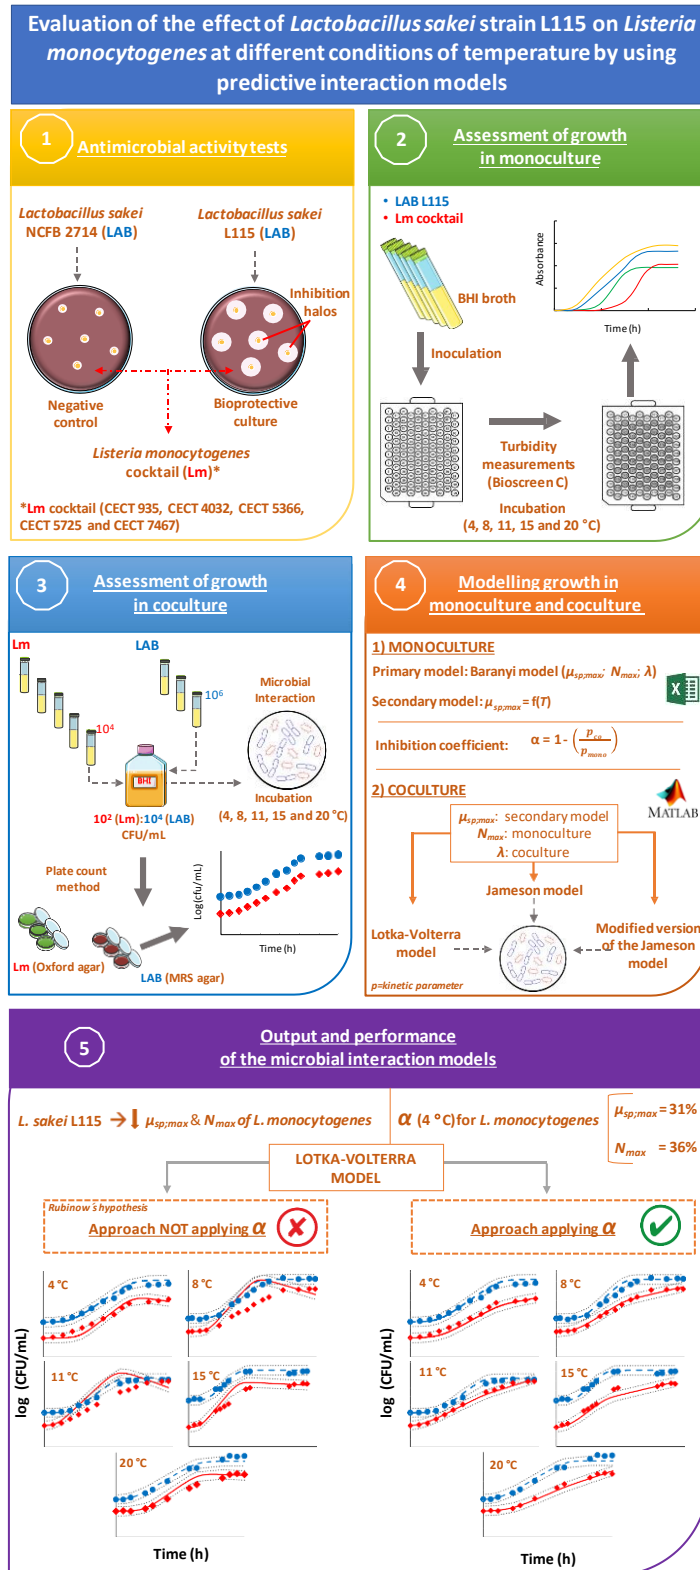 Evaluation of the effect of Lactobacillus sakei strain L115 on Listeria
monocytogenes at different conditions of temperature by using
predictive interaction models
1
Antimicrobial activity tests
Lactobacillus sakei
NCFB 2714 (LAB)
Lactobacillus sakei
L115 (LAB)
Inhibition
halos
Negative
control
Bioprotective
culture
Listeria monocytogenes
cocktail (Lm)*
*Lm cocktail (CECT 935, CECT 4032, CECT 5366,
CECT 5725 and CECT 7467)
2
Assessment of growth
in monoculture
• LAB L115
• Lm cocktail
BHI broth
Inoculation
Absorbance
Time (h)
Turbidity
measurements
(Bioscreen C)
Incubation
(4, 8, 11, 15 and 20 °C)
3
Assessment of growth
in coculture
Lm
LAB
10⁶
10⁴
BHI
Microbial
Interaction
Incubation
(4, 8, 11, 15 and 20 °C)
10² (Lm):10⁴ (LAB)
CFU/mL
Plate count
method
Log(cfu/mL)
Time (h)
Lm (Oxford agar)
LAB (MRS agar)
4
Modelling growth in
monoculture and coculture
1) MONOCULTURE
Primary model: Baranyi model (μsp;max; Nmax; λ)
Secondary model: μsp;max = f(T)
X
Inhibition coefficient: α = 1 - (pco/pmono)
2) COCULTURE
MATLAB
μsp;max: secondary model
Nmax: monoculture
λ: coculture
Jameson model
Lotka-Volterra
model
Modified version
of the Jameson
model
p=kinetic parameter
5
Output and performance
of the microbial interaction models
L. sakei L115 → ↓ μsp;max & Nmax of L. monocytogenes
α (4 °C) for L. monocytogenes
μsp;max = 31%
Nmax = 36%
LOTKA-VOLTERRA
MODEL
Rubinow´s hypothesis
Approach NOT applying α
Approach applying α
4 °C
8 °C
11 °C
15 °C
20 °C
log (CFU/mL)
Time (h)
4 °C
8 °C
11 °C
15 °C
20 °C
log (CFU/mL)
Time (h)